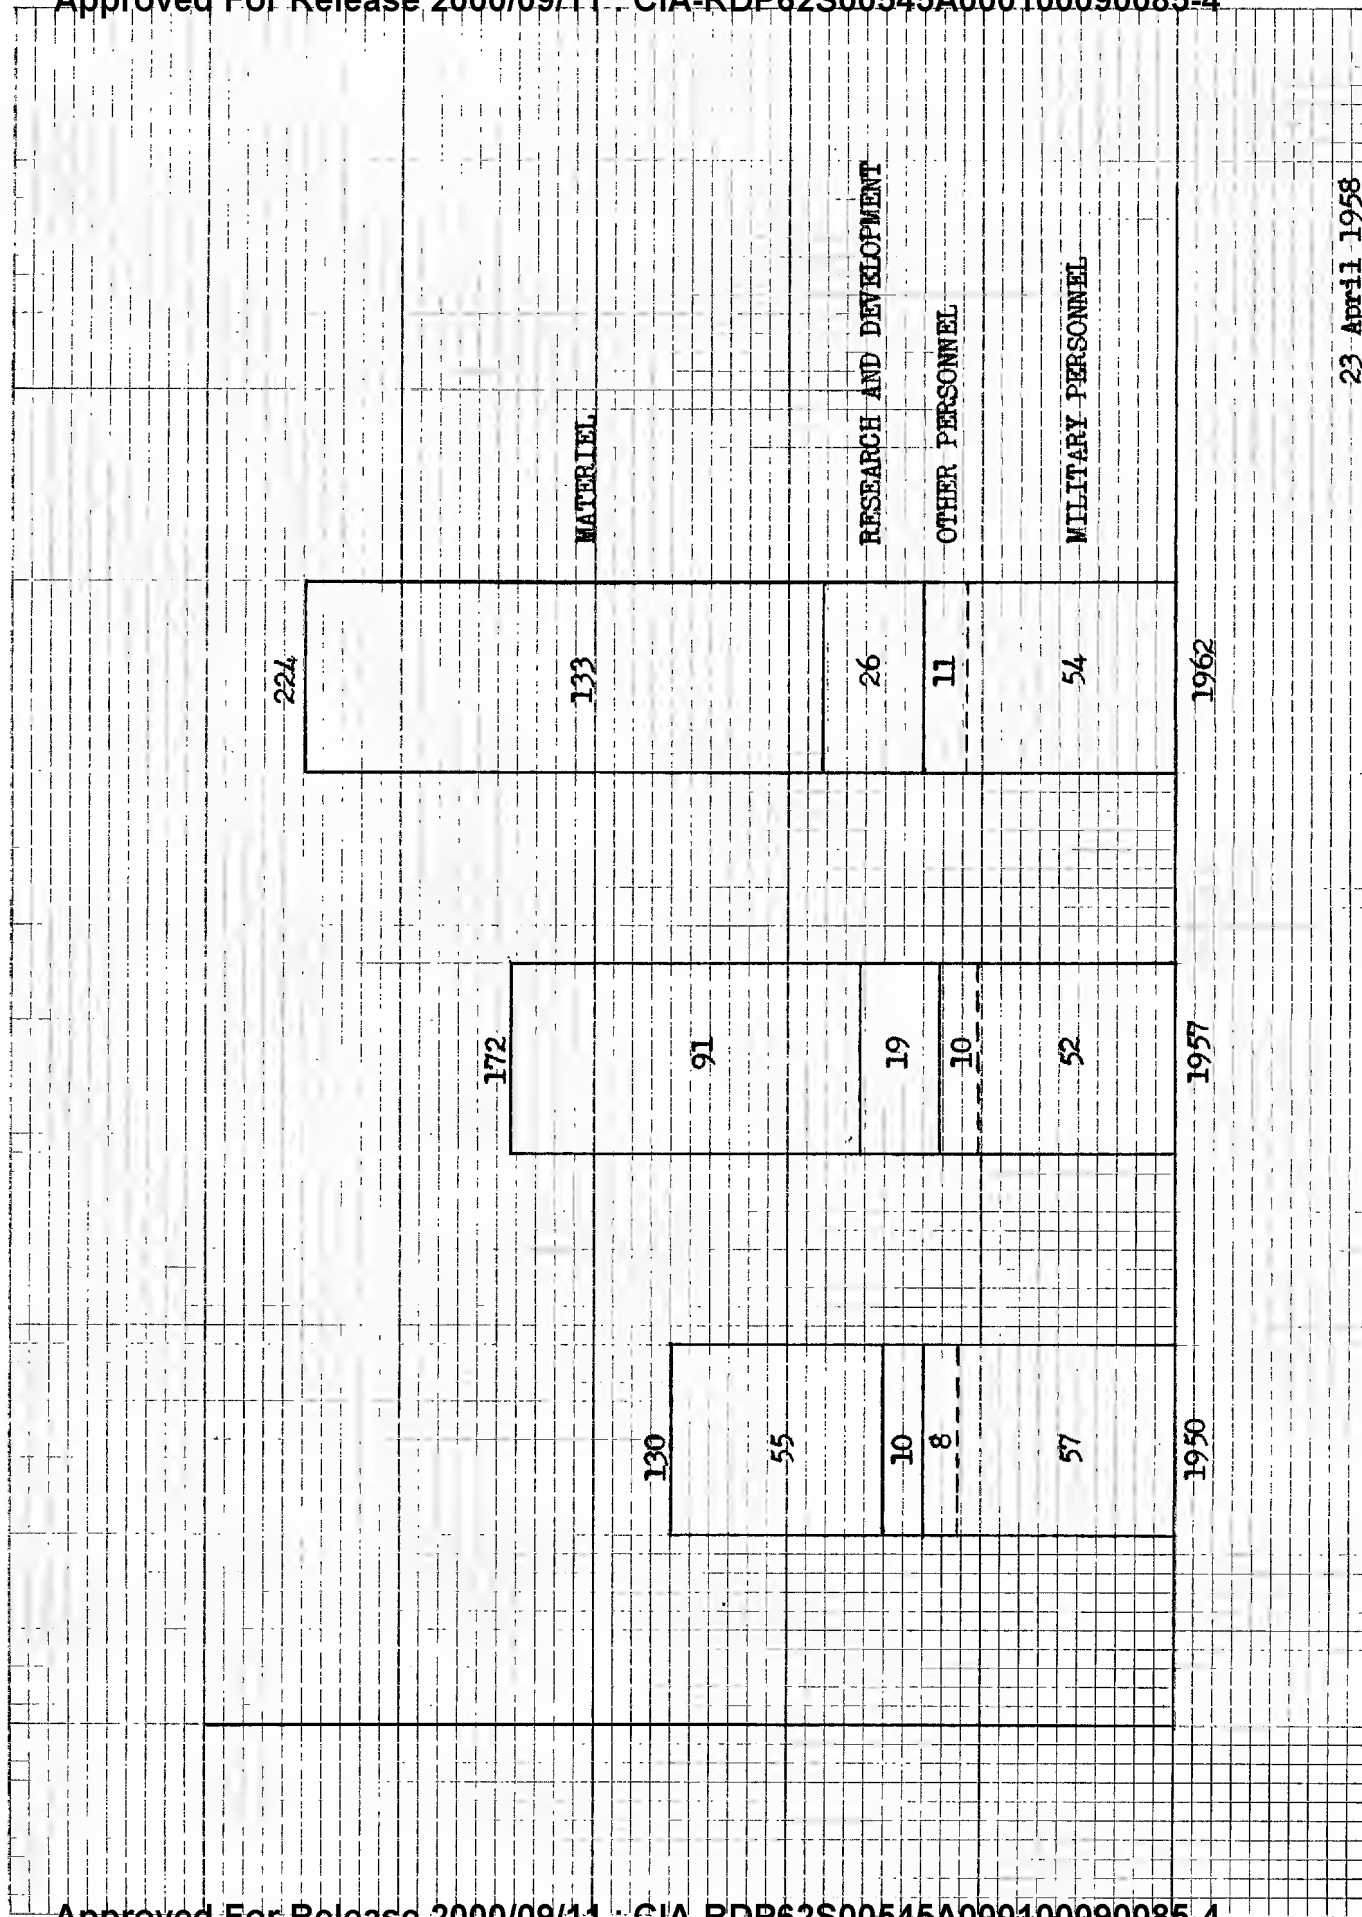 Approved For Release 2000/09/11 : CIA-RDP62S00545A000100090085-4
224
172
130
133
MATERIEL
91
55
26
RESEARCH AND DEVELOPMENT
19
10
11
OTHER PERSONNEL
10
8
54
MILITARY PERSONNEL
52
57
1950
1957
1962
23 April 1958
Approved For Release 2000/09/11 : CIA-RDP62S00545A000100090085-4